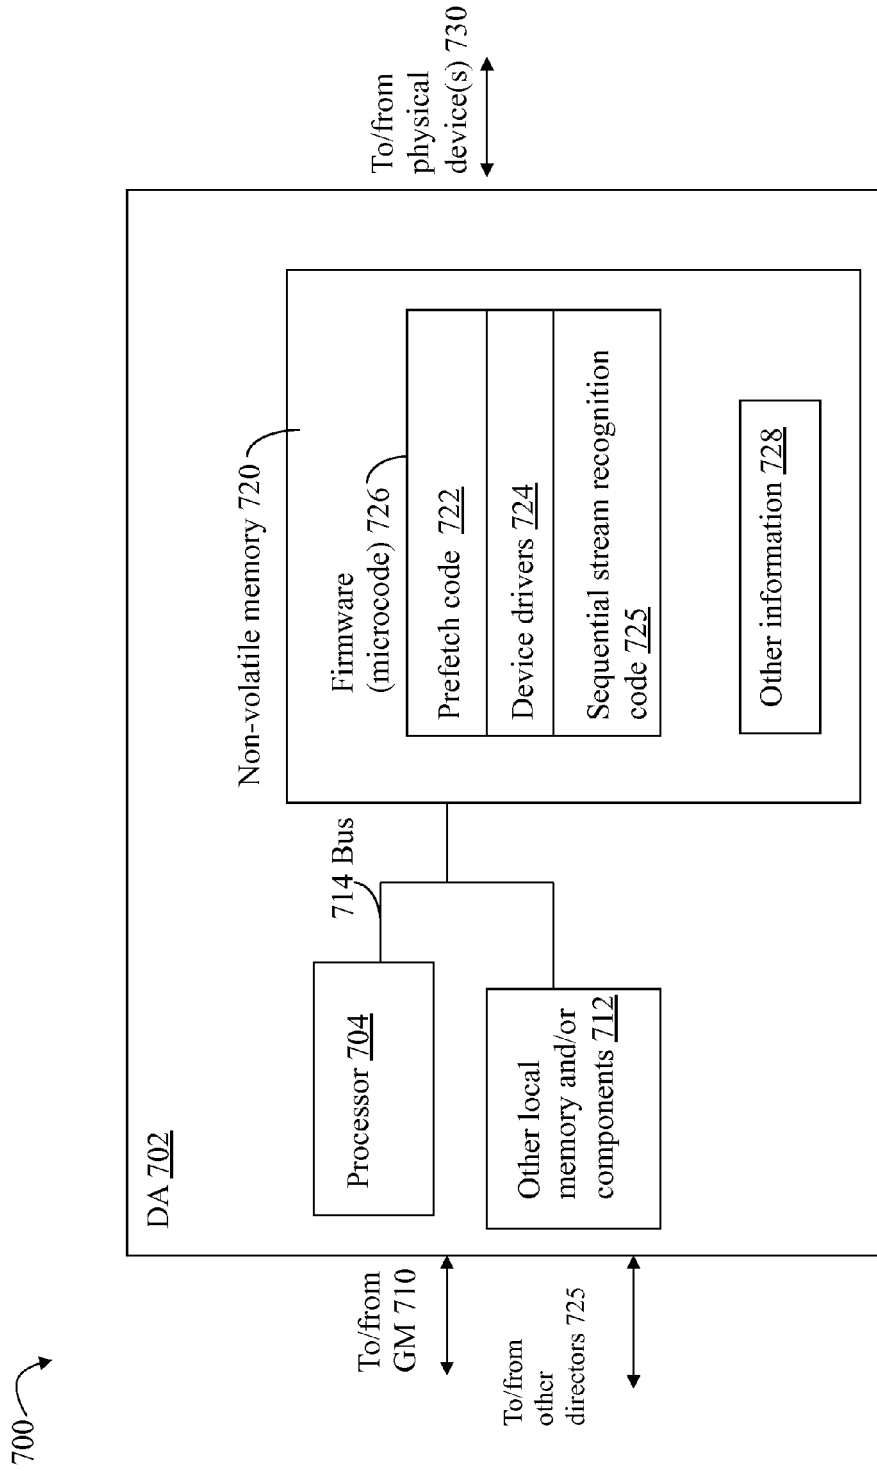 700
DA 702
To/from
GM 710
To/from
other
directors 725
Processor 704
Other local
memory and/or
components 712
714 Bus
Non-volatile memory 720
Firmware
(microcode) 726
Prefetch code 722
Device drivers 724
Sequential stream recognition
code 725
Other information 728
To/from
physical
device(s) 730